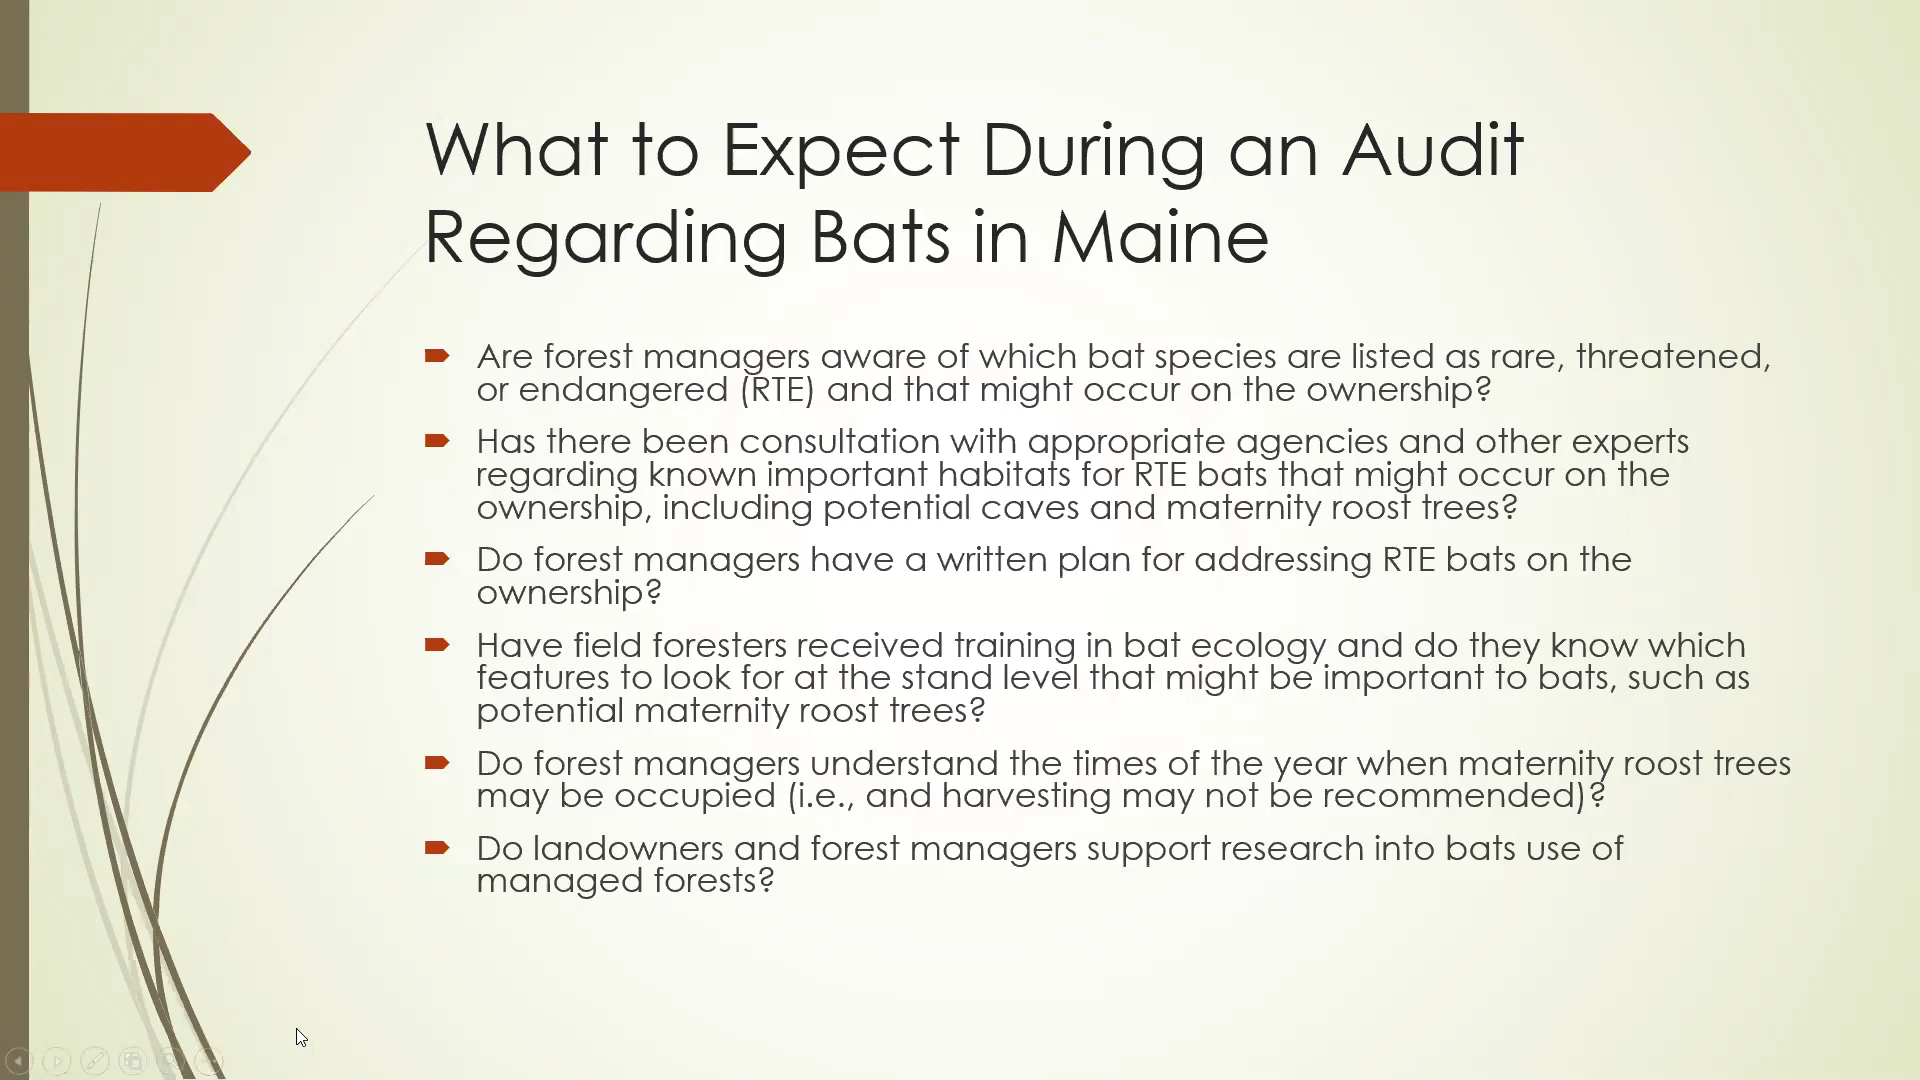 What to Expect During an Audit
Regarding Bats in Maine
Are forest managers aware of which bat species are listed as rare, threatened,
or endangered (RTE) and that might occur on the ownership?
Has there been consultation with appropriate agencies and other experts
regarding known important habitats for RTE bats that might occur on the
ownership, including potential caves and maternity roost trees?
Do forest managers have a written plan for addressing RTE bats on the
ownership?
Have field foresters received training in bat ecology and do they know which
features to look for at the stand level that might be important to bats, such as
potential maternity roost trees?
Do forest managers understand the times of the year when maternity roost trees
may be occupied (i.e., and harvesting may not be recommended)?
Do landowners and forest managers support research into bats use of
managed forests?